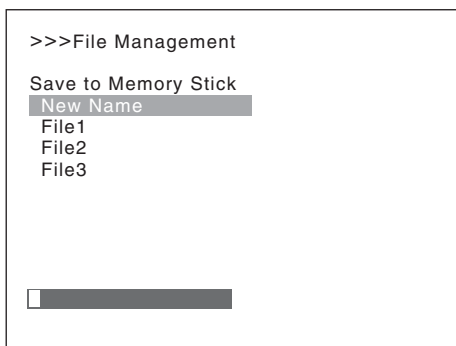 >>>File Management
Save to Memory Stick
New Name
File1
File2
File3